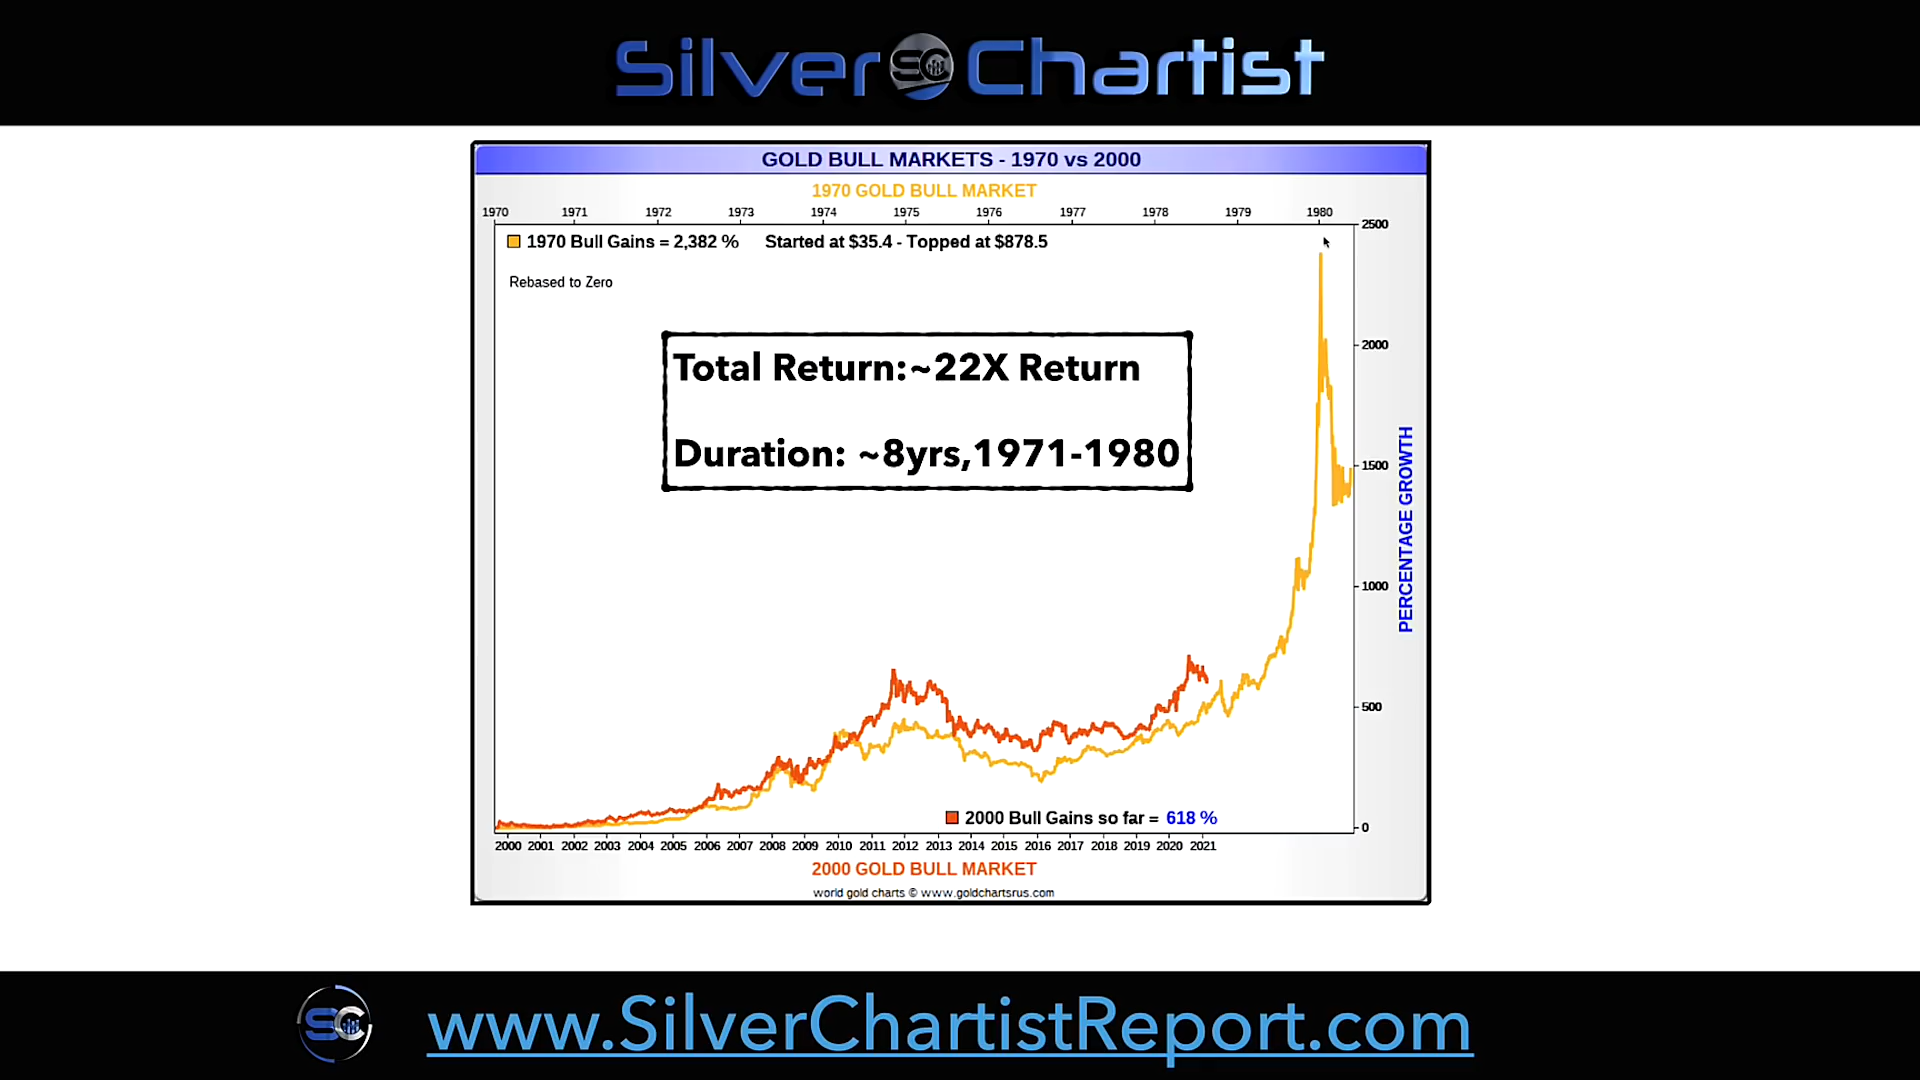 Silver SC Chartist
GOLD BULL MARKETS - 1970 vs 2000
1970 GOLD BULL MARKET
1970 1971 1972 1973 1974 1975 1976 1977 1978 1979 1980
1970 Bull Gains = 2,382 % Started at $35.4 - Topped at $878.5
Rebased to Zero
Total Return:~22X Return
Duration: ~8yrs,1971-1980
2500
2000
1500
1000
500
0
PERCENTAGE GROWTH
2000 Bull Gains so far = 618 %
2000 2001 2002 2003 2004 2005 2006 2007 2008 2009 2010 2011 2012 2013 2014 2015 2016 2017 2018 2019 2020 2021
2000 GOLD BULL MARKET
world gold charts © www.goldchartsrus.com
SC www.SilverChartistReport.com